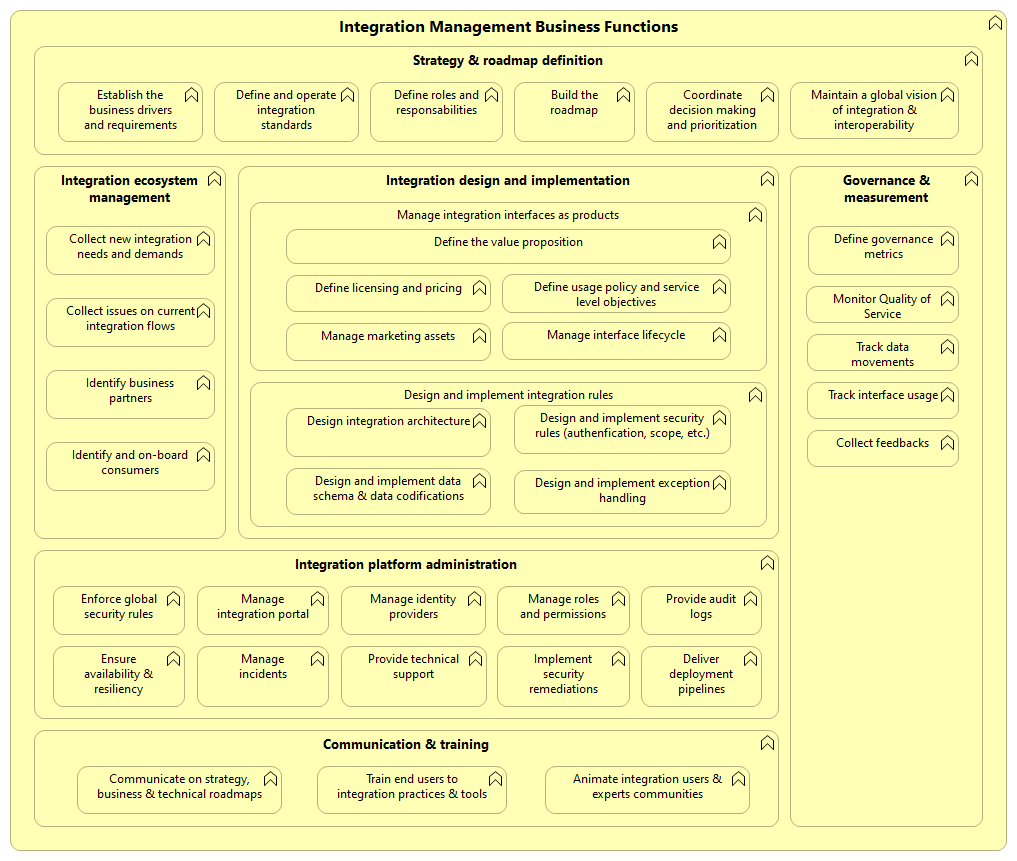 Integration Management Business Functions
Strategy & roadmap definition
Establish the
business drivers
and requirements
Define and operate
integration
standards
Define roles and
responsabilities
Build the
roadmap
Coordinate
decision making
and prioritization
Maintain a global vision
of integration &
interoperability
Integration ecosystem
management
Collect new integration
needs and demands
Collect issues on current
integration flows
Identify business
partners
Identify and on-board
consumers
Integration design and implementation
Manage integration interfaces as products
Define the value proposition
Define licensing and pricing
Define usage policy and service
level objectives
Manage marketing assets
Manage interface lifecycle
Design and implement integration rules
Design integration architecture
Design and implement security
rules (authenfication, scope, etc.)
Design and implement data
schema & data codifications
Design and implement exception
handling
Governance &
measurement
Define governance
metrics
Monitor Quality of
Service
Track data
movements
Track interface usage
Collect feedbacks
Integration platform administration
Enforce global
security rules
Manage
integration portal
Manage identity
providers
Manage roles
and permissions
Provide audit
logs
Ensure
availability &
resiliency
Manage
incidents
Provide technical
support
Implement
security
remediations
Deliver
deployment
pipelines
Communication & training
Communicate on strategy,
business & technical roadmaps
Train end users to
integration practices & tools
Animate integration users &
experts communities